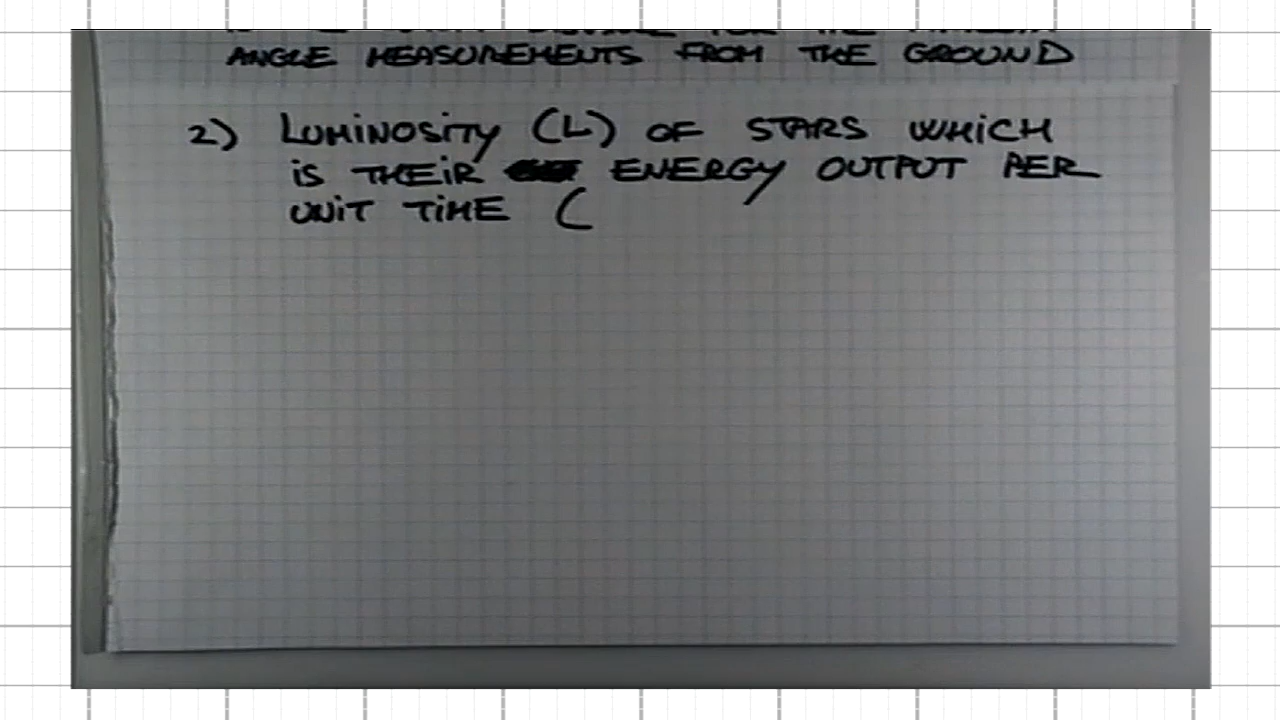 ANGLE MEASUREMENTS FROM THE GROUND
2) LUMINOSITY (L) OF STARS WHICH
IS THEIR ENERGY OUTPUT PER
UNIT TIME (